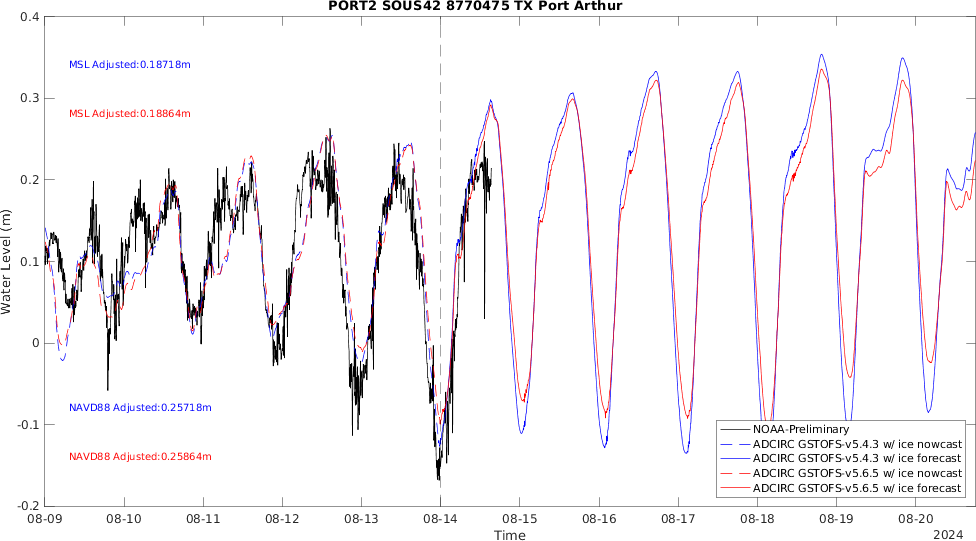 PORT2 SOUS42 8770475 TX Port Arthur
0.4
MSL Adjusted:0.18718m
0.3
MSL Adjusted:0.18864m
0.2
Water Level (m)
0.1
0
NAVD88 Adjusted:0.25718m
-0.1
NAVD88 Adjusted:0.25864m
NOAA-Preliminary
ADCIRC GSTOFS-v5.4.3 w/ ice nowcast
ADCIRC GSTOFS-v5.4.3 w/ ice forecast
ADCIRC GSTOFS-v5.6.5 w/ ice nowcast
ADCIRC GSTOFS-v5.6.5 w/ ice forecast
-0.2
08-09 08-10 08-11 08-12 08-13 08-14 08-15 08-16 08-17 08-18 08-19 08-20
Time
2024